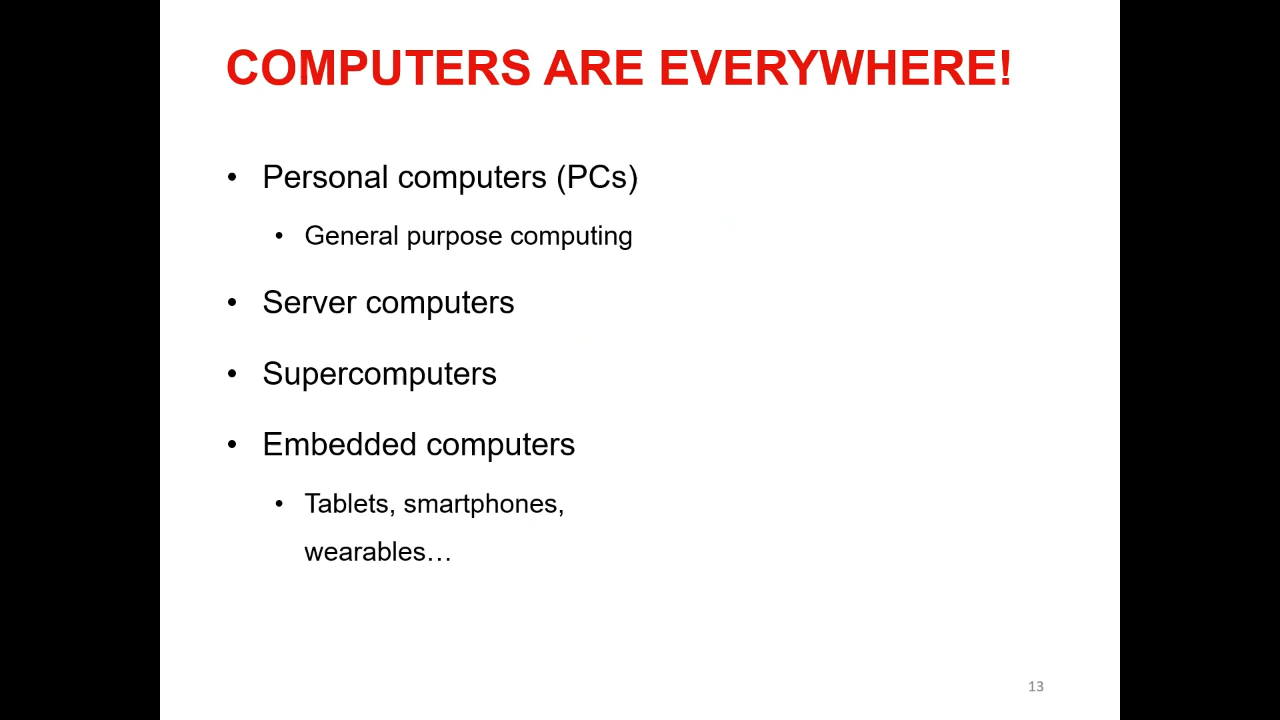 COMPUTERS ARE EVERYWHERE!
• Personal computers (PCs)
• General purpose computing
• Server computers
• Supercomputers
• Embedded computers
• Tablets, smartphones,
wearables…
13